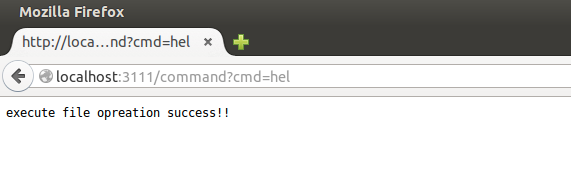 Mozilla Firefox
http://loca...nd?cmd=hel
localhost:3111/command?cmd=hel
execute file opreation success!!